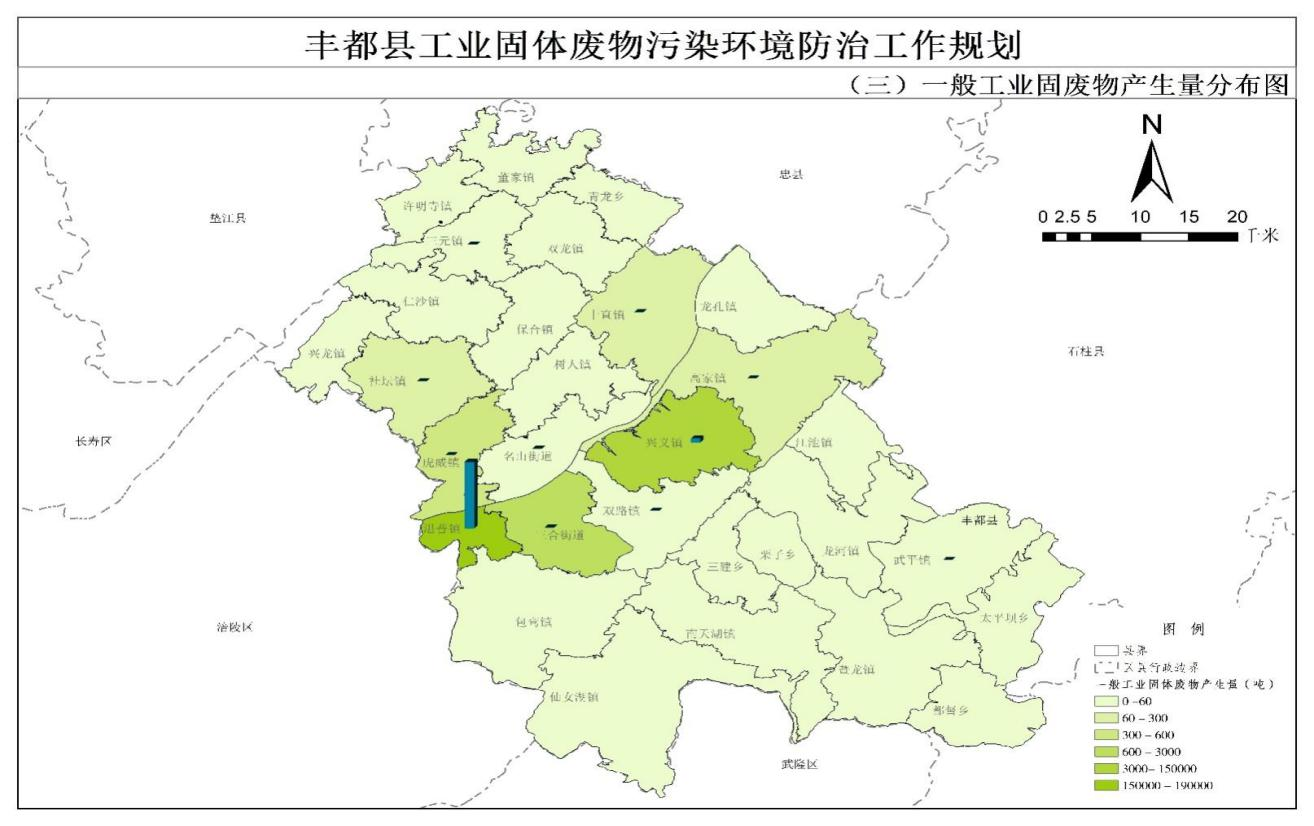 丰都县工业固体废物污染环境防治工作规划
（三）一般工业固废物产生量分布图
N
0 2.5 5 10 15 20
千米
忠县
垫江县
石柱县
长寿区
涪陵区
武隆区
丰都县
董家镇
青龙乡
许明寺镇
三元镇
双龙镇
仁沙镇
龙孔镇
保合镇
兴龙镇
树人镇
社坛镇
高家镇
兴义镇
江池镇
名山街道
虎威镇
双路镇
三合街道
三建乡
栗子乡
龙河镇
武平镇
太平坝乡
包鸾镇
南天湖镇
仙女湖镇
都督乡
图 例
县界
区县行政边界
一般工业固体废物产生量（吨）
0 –60
60 – 300
300 – 600
600 – 3000
3000– 150000
150000 – 190000